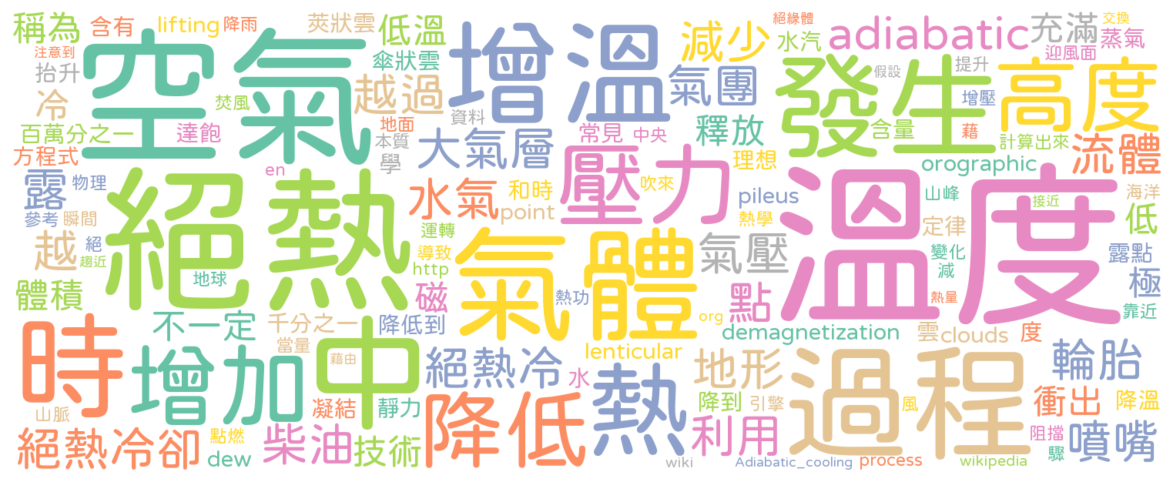 稱為 含有 lifting 降雨 莢狀雲 低溫 增溫 減少 水汽 絕緣體 adiabatic 充滿 交換 蒸氣
注意到 抬升 空氣 傘狀雲 越過 氣團 發生 假設 提升 高度 迎風面
冷 焚風 地面 資料 增壓
百萬分之一 達飽 本質 大氣層 常見 中央 釋放 含量 藉 計算出來 流體
方程式 學 理想 orographic
露 物理 en 絕熱 水氣 和時 吹來 壓力 pileus 溫度 山峰 接近 海洋
參考 瞬間 point 熱學 定律 低
越 絕 運轉 氣體 氣壓 變化 露點
趨近 地球 導致 http 減 極
體積 磁 熱功 點 org 熱量 靠近
時 不一定 千分之一 降低到 demagnetization 雲 clouds 度
增加 當量 中 lenticular 地形 過程 輪胎
藉由 絕熱冷 水 熱
山脈 凝結 靜力 降低 降到 引擎 風 衝出 降溫
絕熱冷卻 點燃 柴油 技術 利用 阻擋 噴嘴
dew wiki Adiabatic_cooling process wikipedia 驟